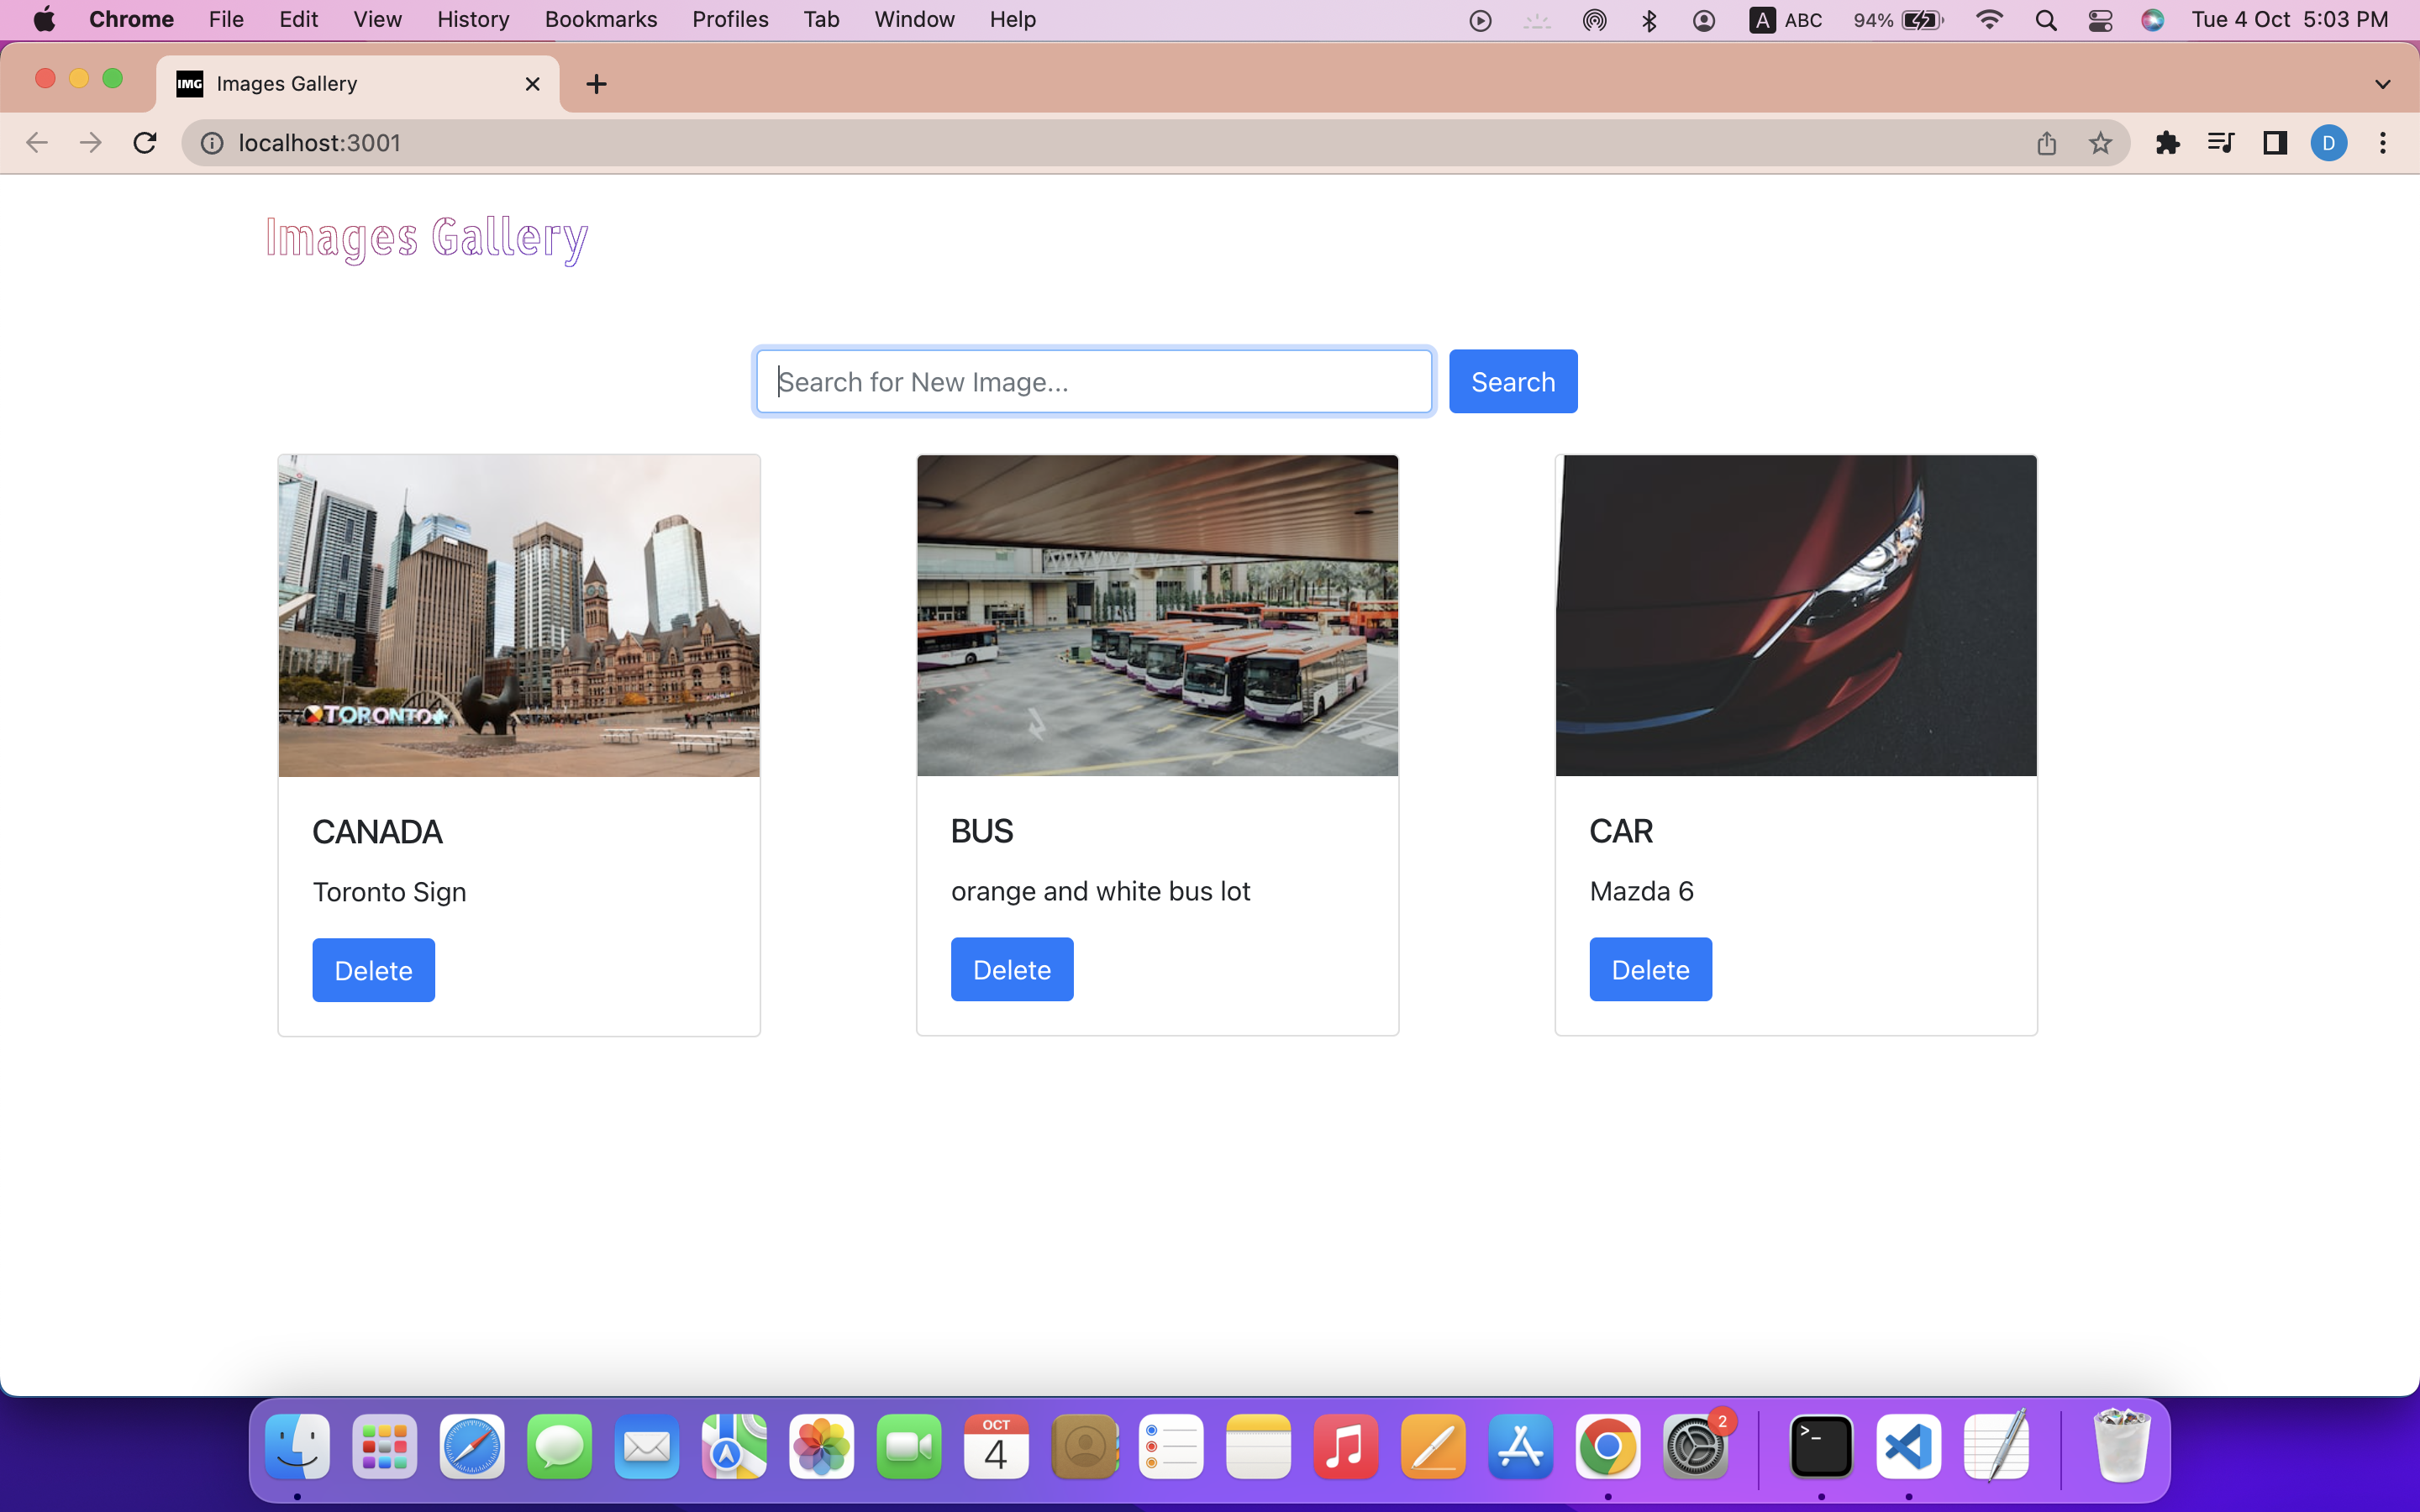 Chrome File Edit View History Bookmarks Profiles Tab Window Help A ABC 94% Tue 4 Oct 5:03 PM
IMG Images Gallery
localhost:3001 D
Images Gallery
Search for New Image... Search
TORONTO
CANADA BUS CAR
Toronto Sign orange and white bus lot Mazda 6
Delete Delete Delete
OCT 2
4 >_